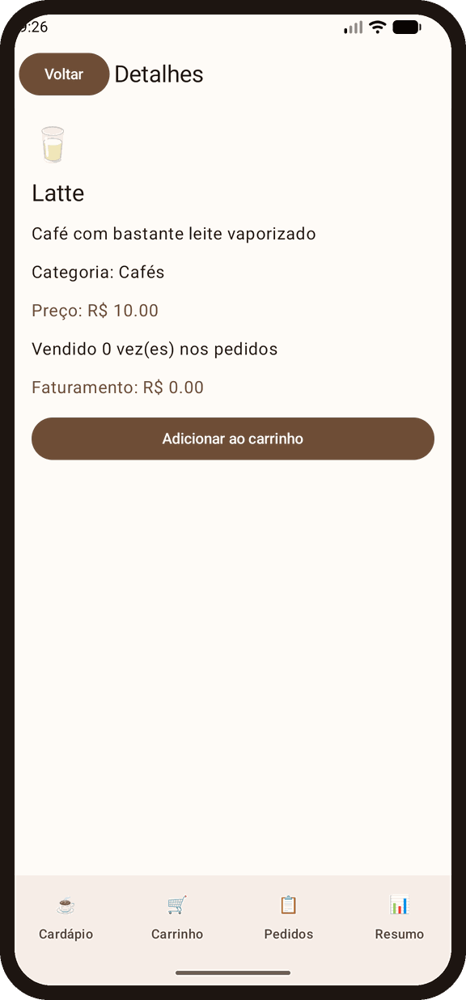 9:26
Voltar
Detalhes
Latte
Café com bastante leite vaporizado
Categoria: Cafés
Preço: R$ 10.00
Vendido 0 vez(es) nos pedidos
Faturamento: R$ 0.00
Adicionar ao carrinho
Cardápio
Carrinho
Pedidos
Resumo